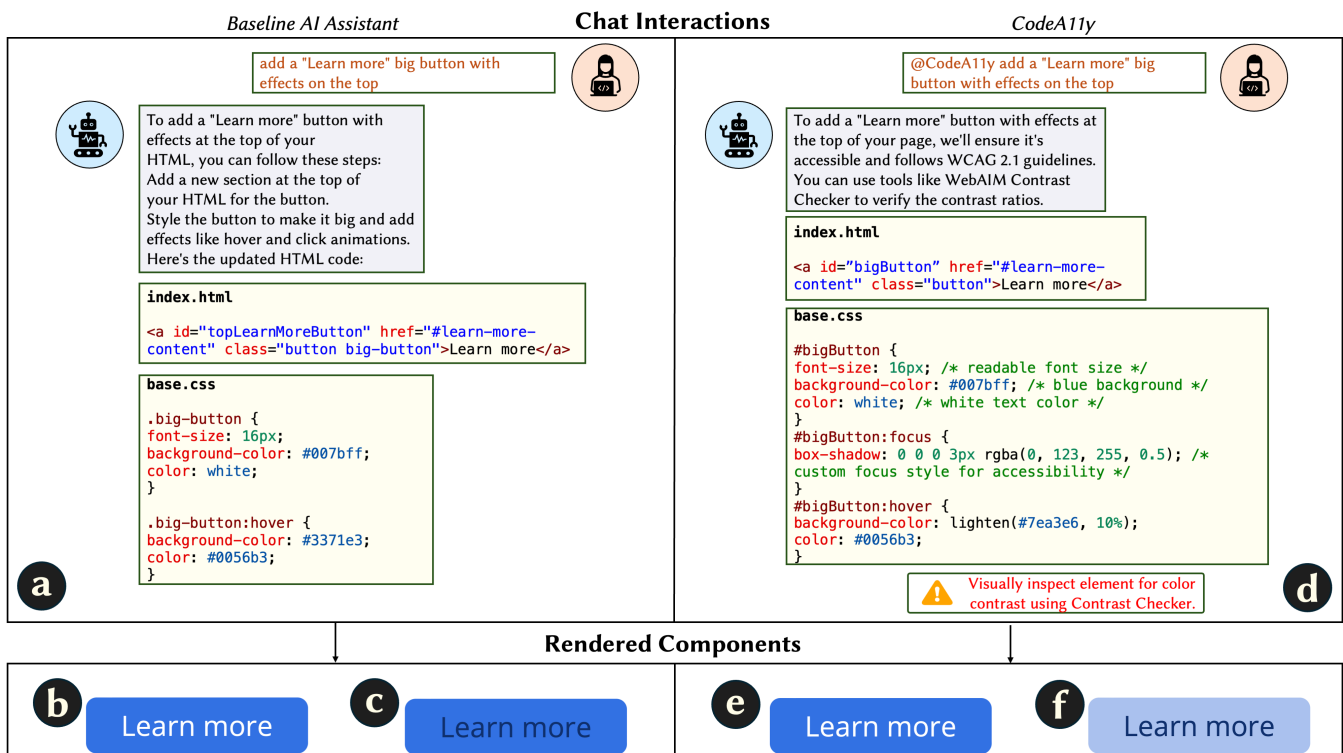 Baseline AI Assistant
Chat Interactions
CodeA11y
add a "Learn more" big button with
effects on the top
To add a "Learn more" button with
effects at the top of your
HTML, you can follow these steps:
Add a new section at the top of
your HTML for the button.
Style the button to make it big and add
effects like hover and click animations.
Here's the updated HTML code:
index.html
<a id="topLearnMoreButton" href="#learn-more-
content" class="button big-button">Learn more</a>
base.css
.big-button {
font-size: 16px;
background-color: #007bff;
color: white;
}
.big-button:hover {
background-color: #3371e3;
color: #0056b3;
}
a
@CodeA11y add a "Learn more" big
button with effects on the top
To add a "Learn more" button with effects at
the top of your page, we'll ensure it's
accessible and follows WCAG 2.1 guidelines.
You can use tools like WebAIM Contrast
Checker to verify the contrast ratios.
index.html
<a id=”bigButton” href="#learn-more-
content" class="button">Learn more</a>
base.css
#bigButton {
font-size: 16px; /* readable font size */
background-color: #007bff; /* blue background */
color: white; /* white text color */
}
#bigButton:focus {
box-shadow: 0 0 0 3px rgba(0, 123, 255, 0.5); /*
custom focus style for accessibility */
}
#bigButton:hover {
background-color: lighten(#7ea3e6, 10%);
color: #0056b3;
}
Visually inspect element for color
contrast using Contrast Checker.
d
Rendered Components
b
Learn more
c
Learn more
e
Learn more
f
Learn more